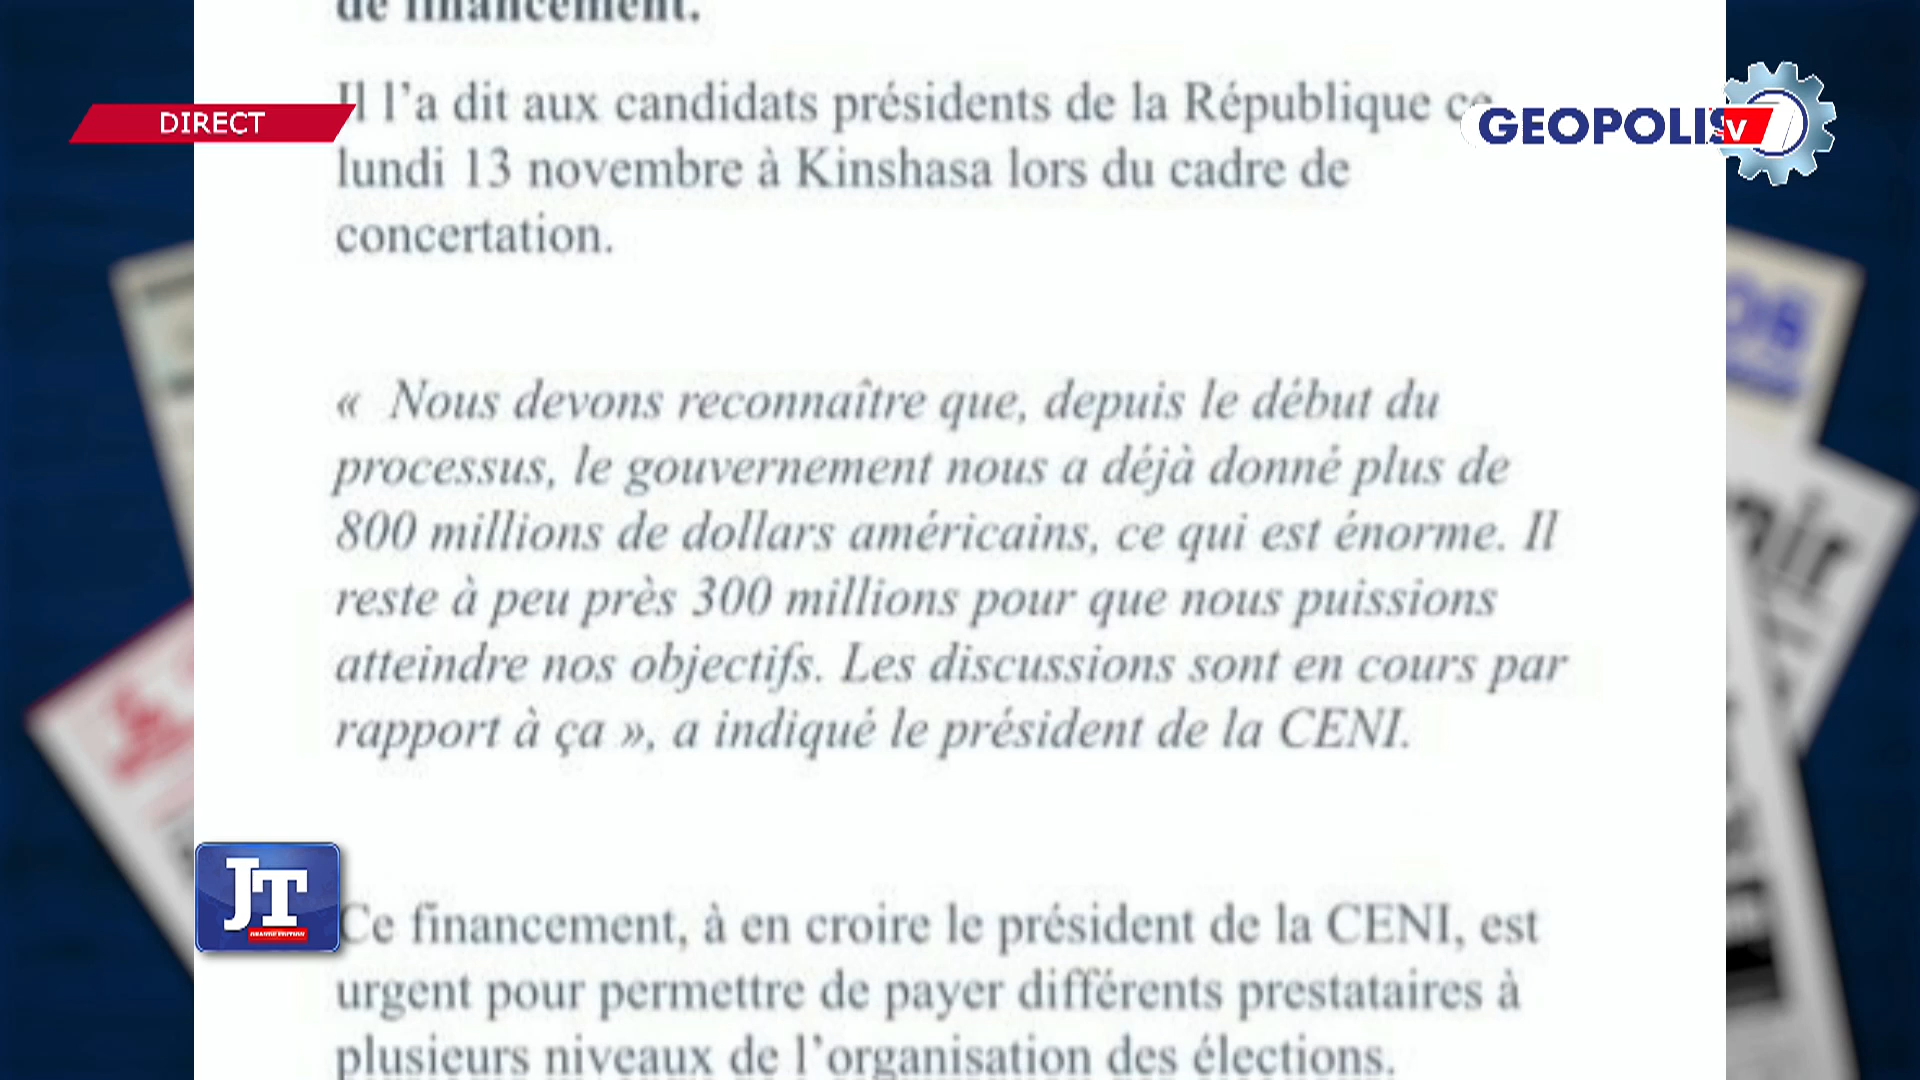 de financement.
Il l’a dit aux candidats présidents de la République ce
DIRECT
GEOPOLIS
TV
lundi 13 novembre à Kinshasa lors du cadre de
concertation.
« Nous devons reconnaître que, depuis le début du
processus, le gouvernement nous a déjà donné plus de
800 millions de dollars américains, ce qui est énorme. Il
reste à peu près 300 millions pour que nous puissions
atteindre nos objectifs. Les discussions sont en cours par
rapport à ça », a indiqué le président de la CENI.
JT
GRANDE EDITION
Ce financement, à en croire le président de la CENI, est
urgent pour permettre de payer différents prestataires à
plusieurs niveaux de l’organisation des élections.